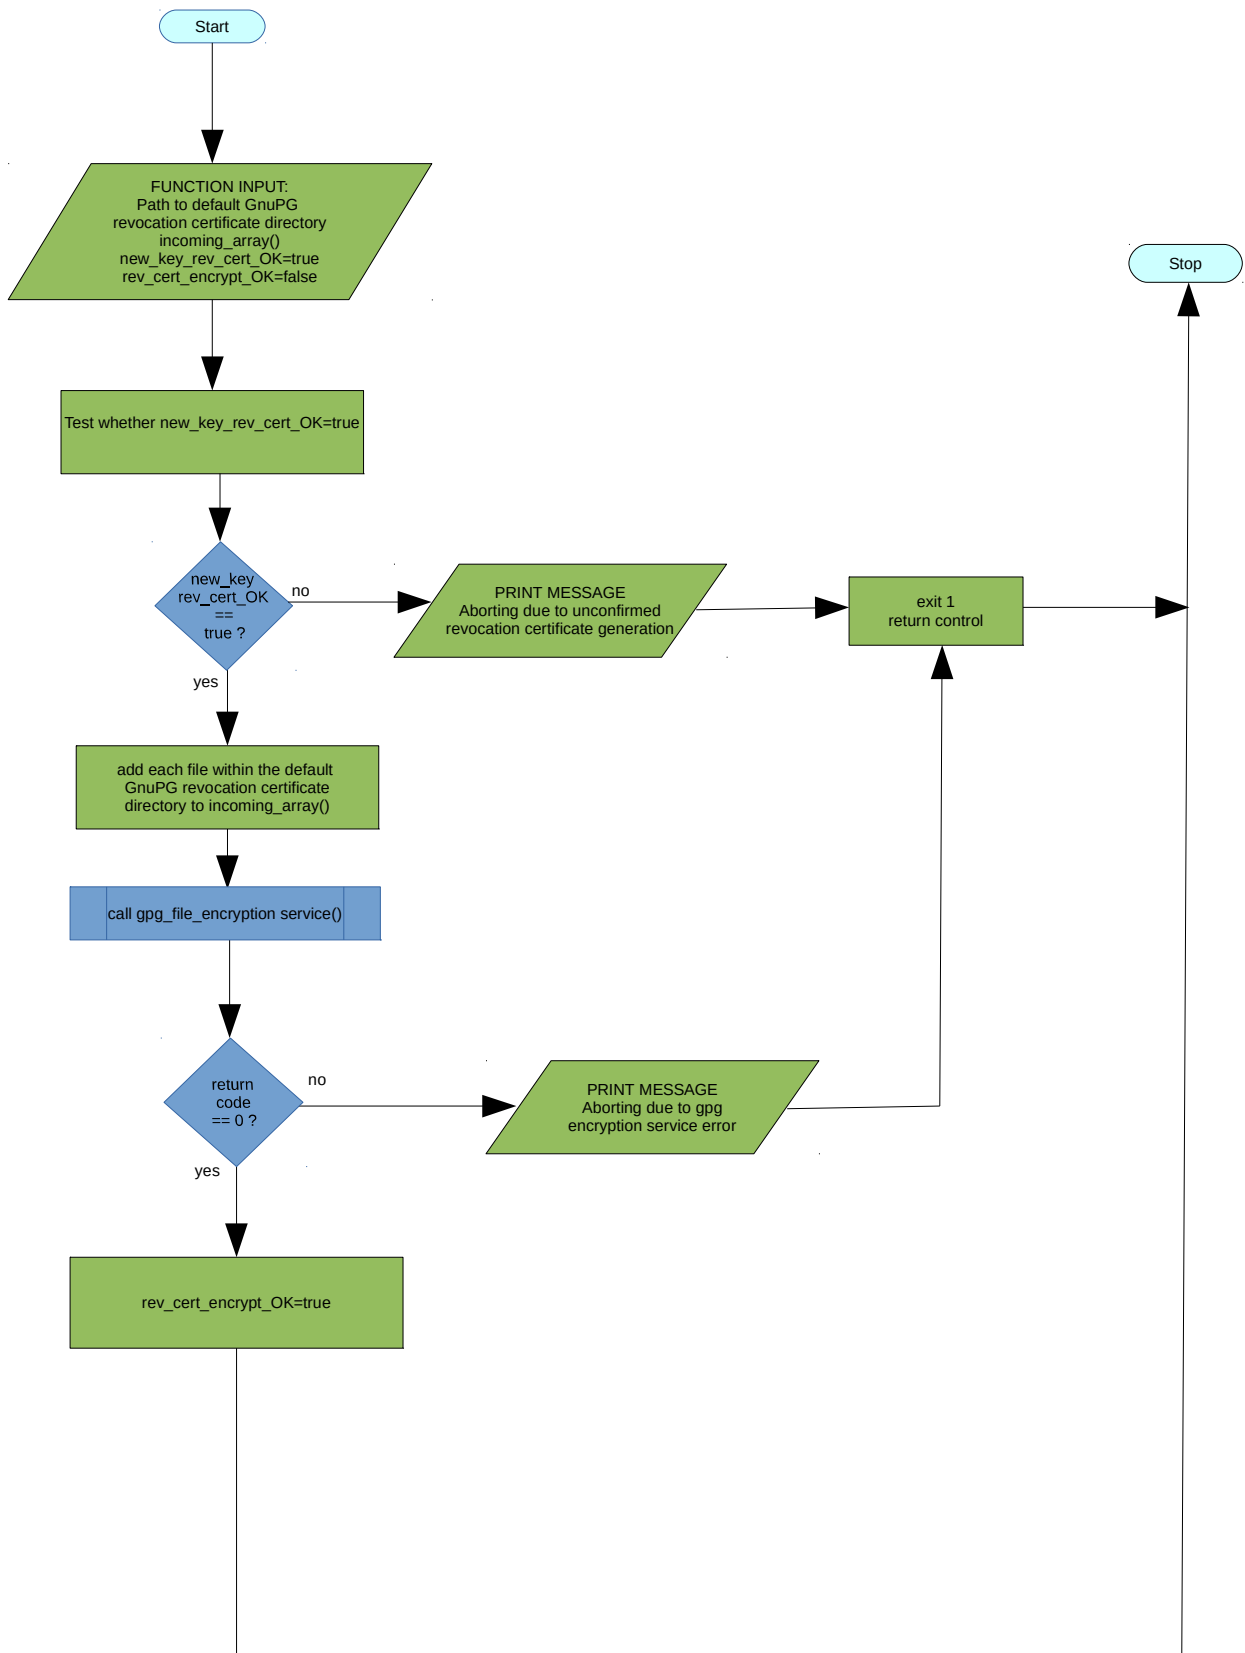 Start
FUNCTION INPUT:
Path to default GnuPG
revocation certificate directory
incoming_array()
new_key_rev_cert_OK=true
rev_cert_encrypt_OK=false
Stop
Test whether new_key_rev_cert_OK=true
new_key
rev_cert_OK
==
true ?
no
yes
PRINT MESSAGE
Aborting due to unconfirmed
revocation certificate generation
exit 1
return control
add each file within the default
GnuPG revocation certificate
directory to incoming_array()
call gpg_file_encryption service()
return
code
== 0 ?
no
yes
PRINT MESSAGE
Aborting due to gpg
encryption service error
rev_cert_encrypt_OK=true